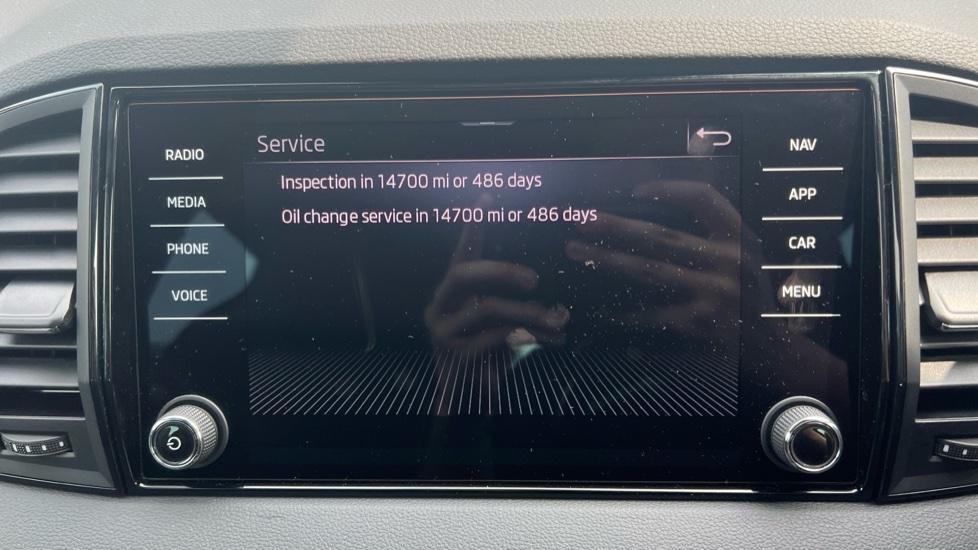 Service
Inspection in 14700 mi or 486 days
Oil change service in 14700 mi or 486 days
RADIO
MEDIA
PHONE
VOICE
NAV
APP
CAR
MENU